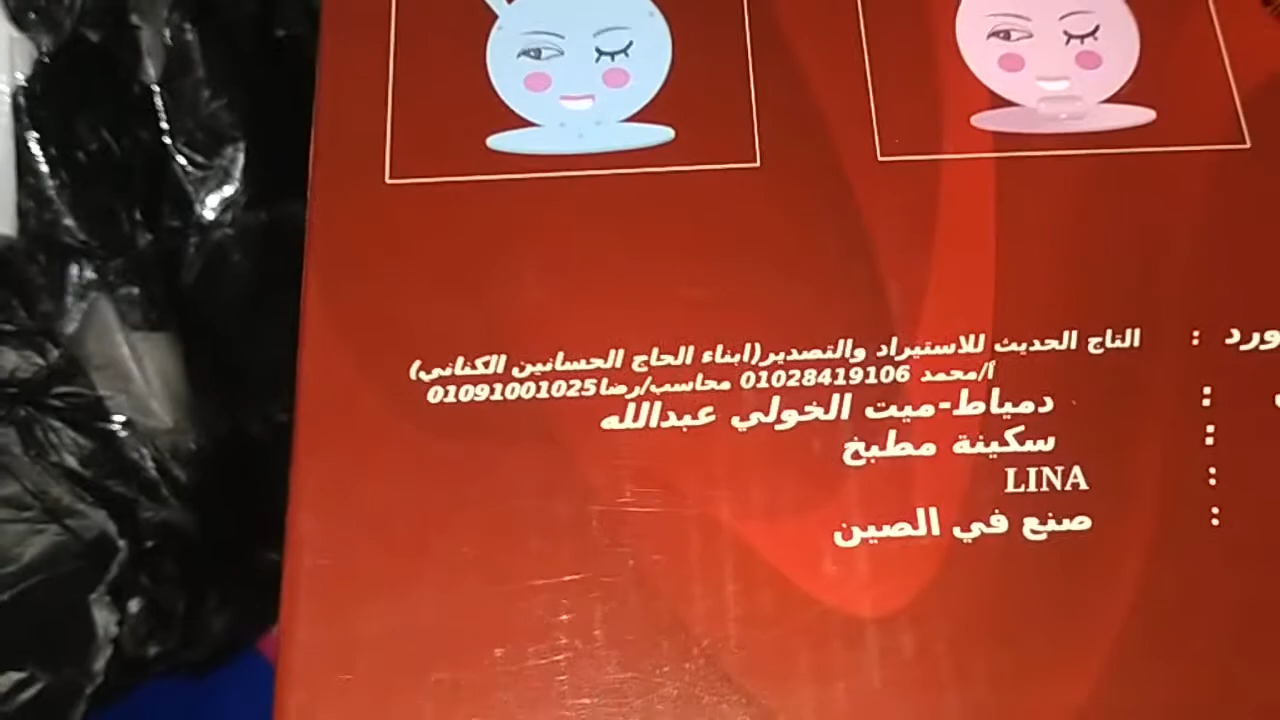 ورد : التاج الحديث للاستيراد والتصدير(ابناء الحاج الحسانين الكناني)
أ/محمد 01028419106 محاسب/رضا01091001025
: دمياط-ميت الخولي عبدالله
: سكينة مطبخ
: LINA
: صنع في الصين